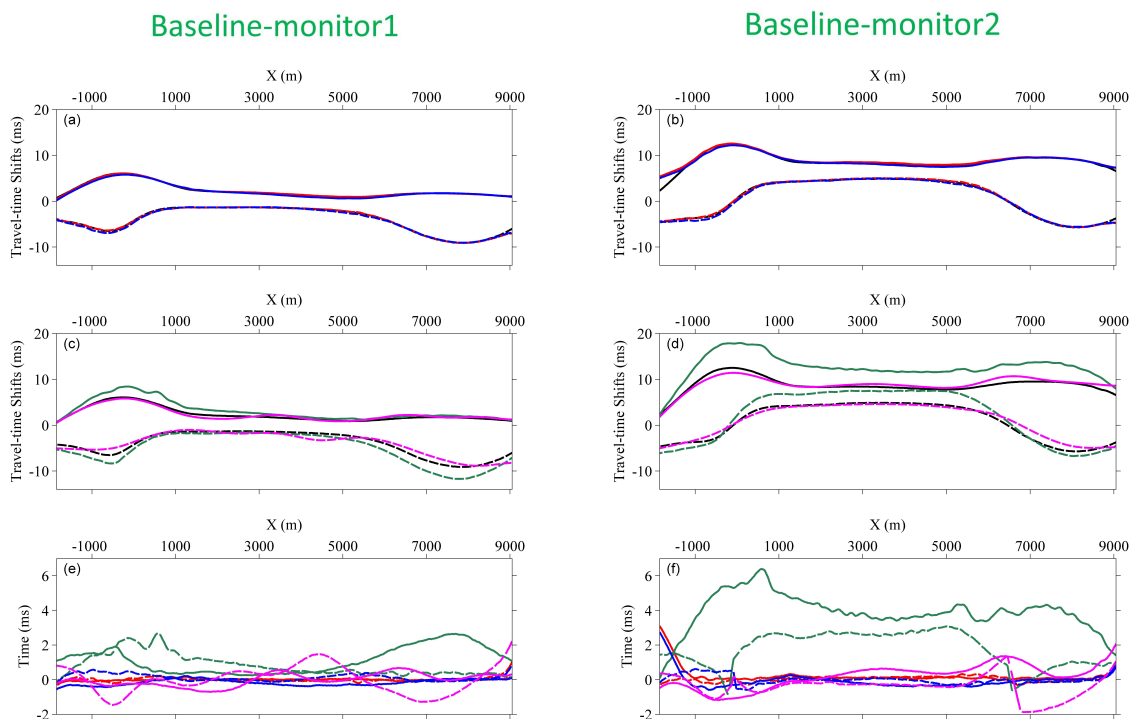 Baseline-monitor1
Baseline-monitor2
X (m)
-1000 1000 3000 5000 7000 9000
(a)
Travel-time Shifts (ms)
20
10
0
-10
X (m)
-1000 1000 3000 5000 7000 9000
(b)
Travel-time Shifts (ms)
20
10
0
-10
X (m)
-1000 1000 3000 5000 7000 9000
(c)
Travel-time Shifts (ms)
20
10
0
-10
X (m)
-1000 1000 3000 5000 7000 9000
(d)
Travel-time Shifts (ms)
20
10
0
-10
X (m)
-1000 1000 3000 5000 7000 9000
(e)
Time (ms)
6
4
2
0
-2
X (m)
-1000 1000 3000 5000 7000 9000
(f)
Time (ms)
6
4
2
0
-2